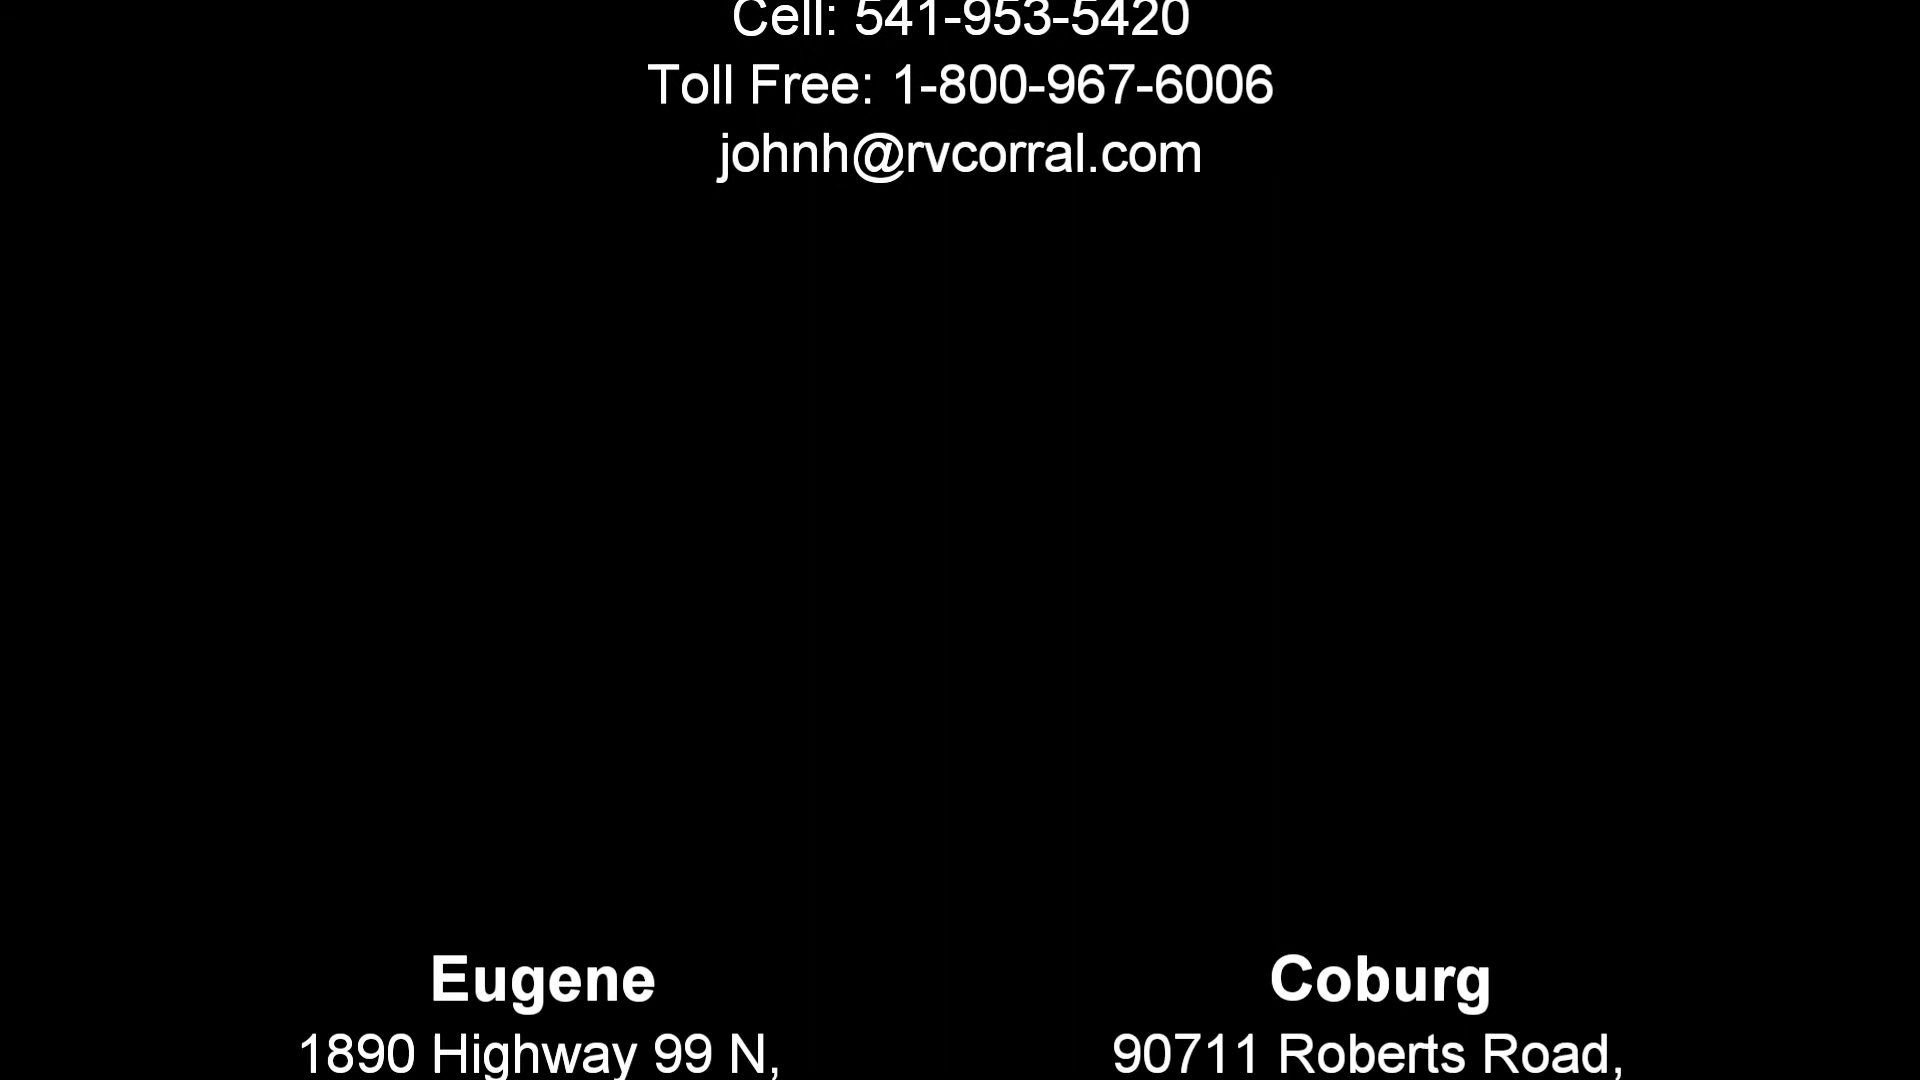 Cell: 541-953-5420
Toll Free: 1-800-967-6006
johnh@rvcorral.com
Eugene
1890 Highway 99 N,
Coburg
90711 Roberts Road,